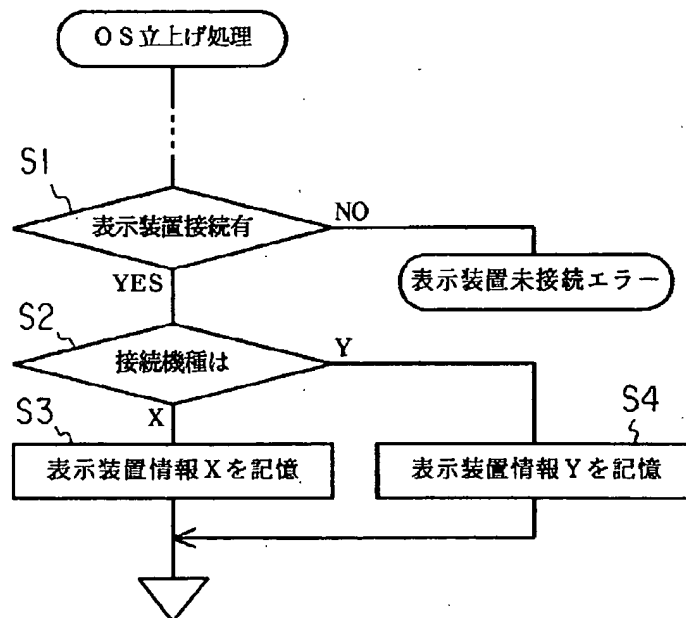 OS立上げ処理
S1
表示装置接続有
NO
YES
表示装置未接続エラー
S2
接続機種は
Y
X
S3
S4
表示装置情報Xを記憶
表示装置情報Yを記憶